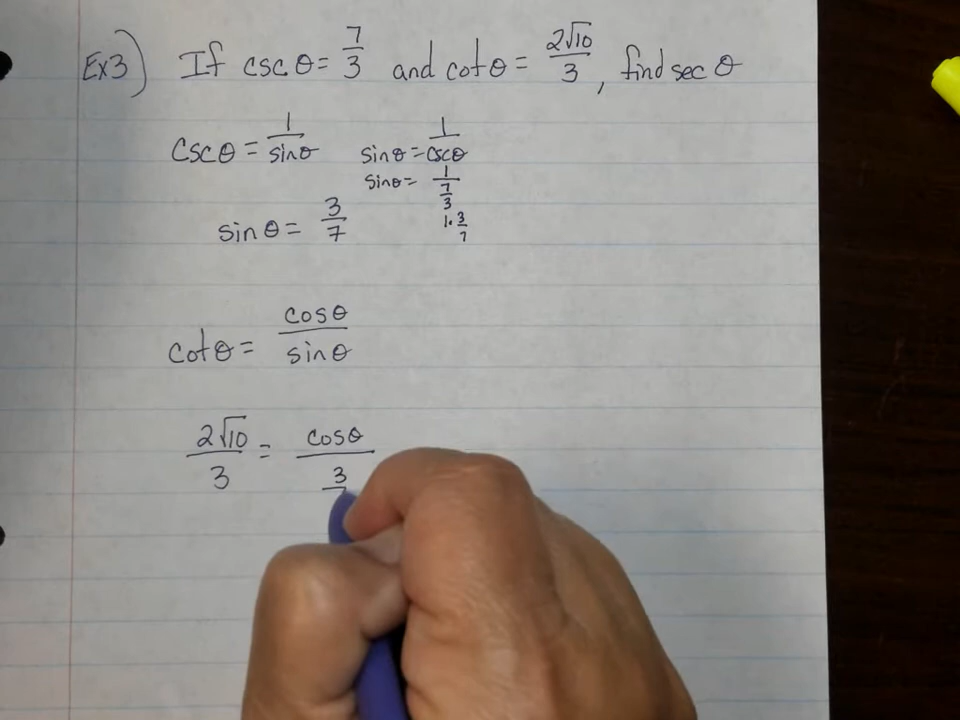 Ex3) If csc θ = 7/3 and cot θ = 2√10/3, find sec θ
csc θ = 1/sin θ sin θ = 1/csc θ
sin θ = 1/(7/3)
1·3/7
sin θ = 3/7
cot θ = cos θ/sin θ
2√10/3 = cos θ/3